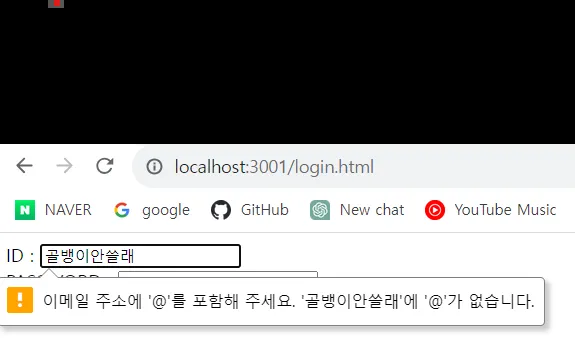 localhost:3001/login.html
NAVER google GitHub New chat YouTube Music
ID : 골뱅이안쓸래
이메일 주소에 '@'를 포함해 주세요. '골뱅이안쓸래'에 '@'가 없습니다.